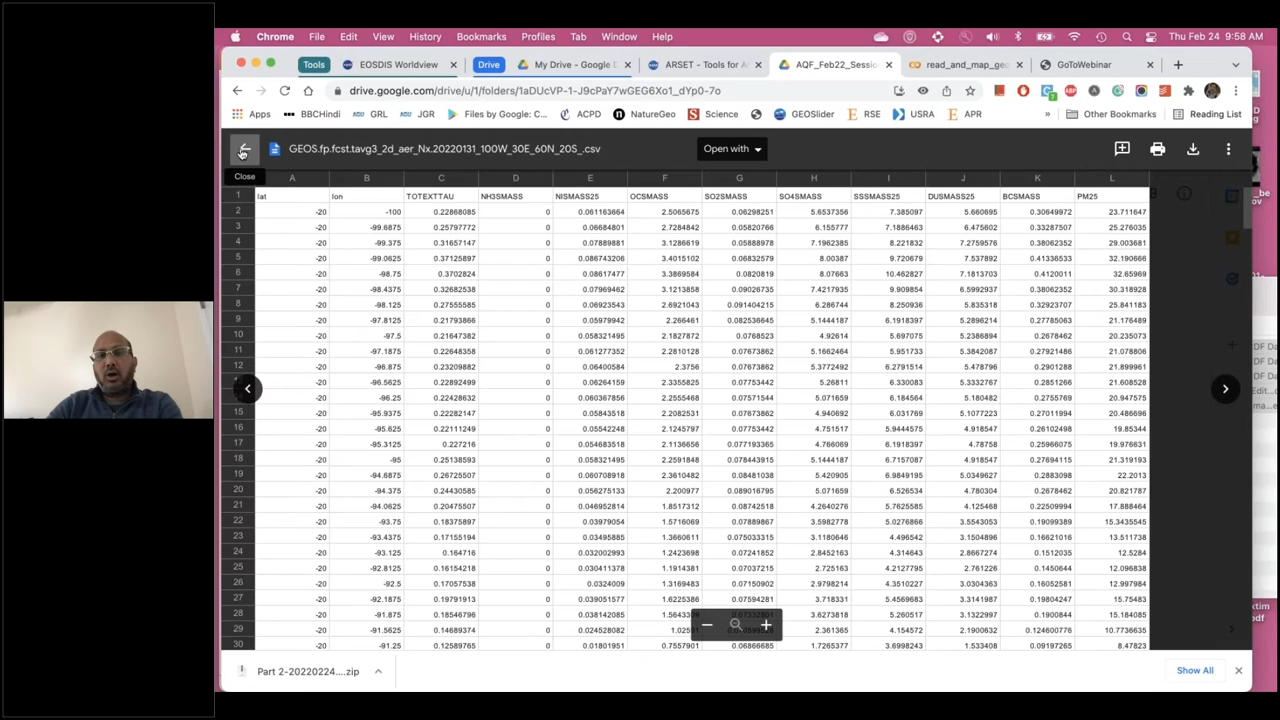 Chrome File Edit View History Bookmarks Profiles Tab Window Help Thu Feb 24 9:58 AM
Tools EOSDIS Worldview Drive My Drive - Google D ARSET - Tools for A AQF_Feb22_Sessio read_and_map_ge GoToWebinar
drive.google.com/drive/u/1/folders/1aDUcVP-1-J9cPaY7wGEG6Xo1_dYp0-7o
Apps BBCHindi GRL JGR Files by Google: C... ACPD NatureGeo Science GEOSlider RSE USRA APR » Other Bookmarks Reading List
GEOS.fp.fcst.tavg3_2d_aer_Nx.20220131_100W_30E_60N_20S_.csv Open with
Close
A B C D E F G H I J K L
1 lat lon TOTEXTTAU NH3SMASS NISMASS25 OCSMASS SO2SMASS SO4SMASS SSSMASS25 DUSMASS25 BCSMASS PM25
2 -20 -100 0.22868085 0 0.061163664 2.5065675 0.06298251 5.6537356 7.385097 5.660695 0.30649972 23.711647
3 -20 -99.6875 0.25797772 0 0.06684801 2.7284842 0.05820766 6.155777 7.1886463 6.475602 0.33287507 25.276035
4 -20 -99.375 0.31657147 0 0.07889881 3.1286619 0.05888978 7.1962385 8.221832 7.2759576 0.38062352 29.003681
5 -20 -99.0625 0.37125897 0 0.086743206 3.4015102 0.06832579 8.00387 9.720679 7.537892 0.41336533 32.190666
6 -20 -98.75 0.3702824 0 0.08617477 3.3869584 0.0820819 8.07663 10.462827 7.1813703 0.4120011 32.65969
7 -20 -98.4375 0.32682538 0 0.07969462 3.1213858 0.09026735 7.4217935 9.909854 6.5992937 0.38062352 30.318928
8 -20 -98.125 0.27555585 0 0.06923543 2.6921043 0.091404215 6.286744 8.250936 5.835318 0.32923707 25.841183
9 -20 -97.8125 0.21793866 0 0.05979942 2.266461 0.082536645 5.1444187 6.1918397 5.2896214 0.27785063 21.176489
10 -20 -97.5 0.21647382 0 0.058321495 2.1827872 0.0768523 4.92614 5.697075 5.2386894 0.2678462 20.235073
11 -20 -97.1875 0.22648358 0 0.061277352 2.2810128 0.07673862 5.1662464 5.951733 5.3842087 0.27921486 21.078806
12 -20 -96.875 0.23209882 0 0.06400584 2.3756 0.07673862 5.3772492 6.2791514 5.478796 0.2901288 21.899961
-20 -96.5625 0.22892499 0 0.06264159 2.3355825 0.07753442 5.26811 6.330083 5.3332767 0.2851266 21.608528
-20 -96.25 0.22428632 0 0.060367856 2.2555468 0.07571544 5.071659 6.184564 5.180482 0.2755769 20.947575
15 -20 -95.9375 0.22282147 0 0.05843518 2.2082531 0.07673862 4.940692 6.031769 5.1077223 0.27011994 20.486696
16 -20 -95.625 0.22111249 0 0.05542248 2.1245797 0.07753442 4.751517 5.9444575 4.918547 0.26102498 19.85344
17 -20 -95.3125 0.227216 0 0.054683518 2.1136656 0.077193365 4.766069 6.1918397 4.78758 0.25966075 19.976631
18 -20 -95 0.25138593 0 0.058321495 2.2591848 0.078443915 5.1444187 6.7157087 4.918547 0.27694115 21.319193
19 -20 -94.6875 0.26725507 0 0.060708918 2.3610482 0.08481038 5.420905 6.9849195 5.0349627 0.2883098 22.2013
20 -20 -94.375 0.24430585 0 0.056275133 2.200977 0.089016795 5.071659 6.526534 4.780304 0.2678462 20.821787
21 -20 -94.0625 0.20475507 0 0.046952814 1.8517312 0.08742518 4.2640276 5.7625585 4.125468 0.22509994 17.888464
22 -20 -93.75 0.18375897 0 0.03979054 1.5716069 0.07889867 3.5982778 5.0276866 3.5543053 0.19099389 15.3435545
23 -20 -93.4375 0.17155194 0 0.03495885 1.3660611 0.075033315 3.1180646 4.496542 3.1504896 0.16621016 13.511738
24 -20 -93.125 0.164716 0 0.032002993 1.2423698 0.07241852 2.8452162 4.314643 2.8667274 0.1512035 12.5284
25 -20 -92.8125 0.16154218 0 0.030411378 1.1914381 0.07037215 2.725163 4.2127795 2.761226 0.1450644 12.096838
26 -20 -92.5 0.17057538 0 0.0324009 1.3169483 0.07150902 2.9798214 4.3510227 3.0304363 0.16052581 12.997984
27 -20 -92.1875 0.19791913 0 0.039051577 1.6225386 0.07594281 3.718331 5.4569683 3.3141987 0.19804247 15.75483
28 -20 -91.875 0.18546796 0 0.038142085 3.6273818 5.260517 3.1322997 0.1900844 15.184085
29 -20 -91.5625 0.14689374 0 0.024528082 2.361365 4.154572 2.1900632 0.124600776 10.7736635
30 -20 -91.25 0.12589765 0 0.01801951 0.7557901 0.06866685 1.7265377 3.6998243 1.533408 0.09197265 8.47823
Part 2-20220224....zip Show All